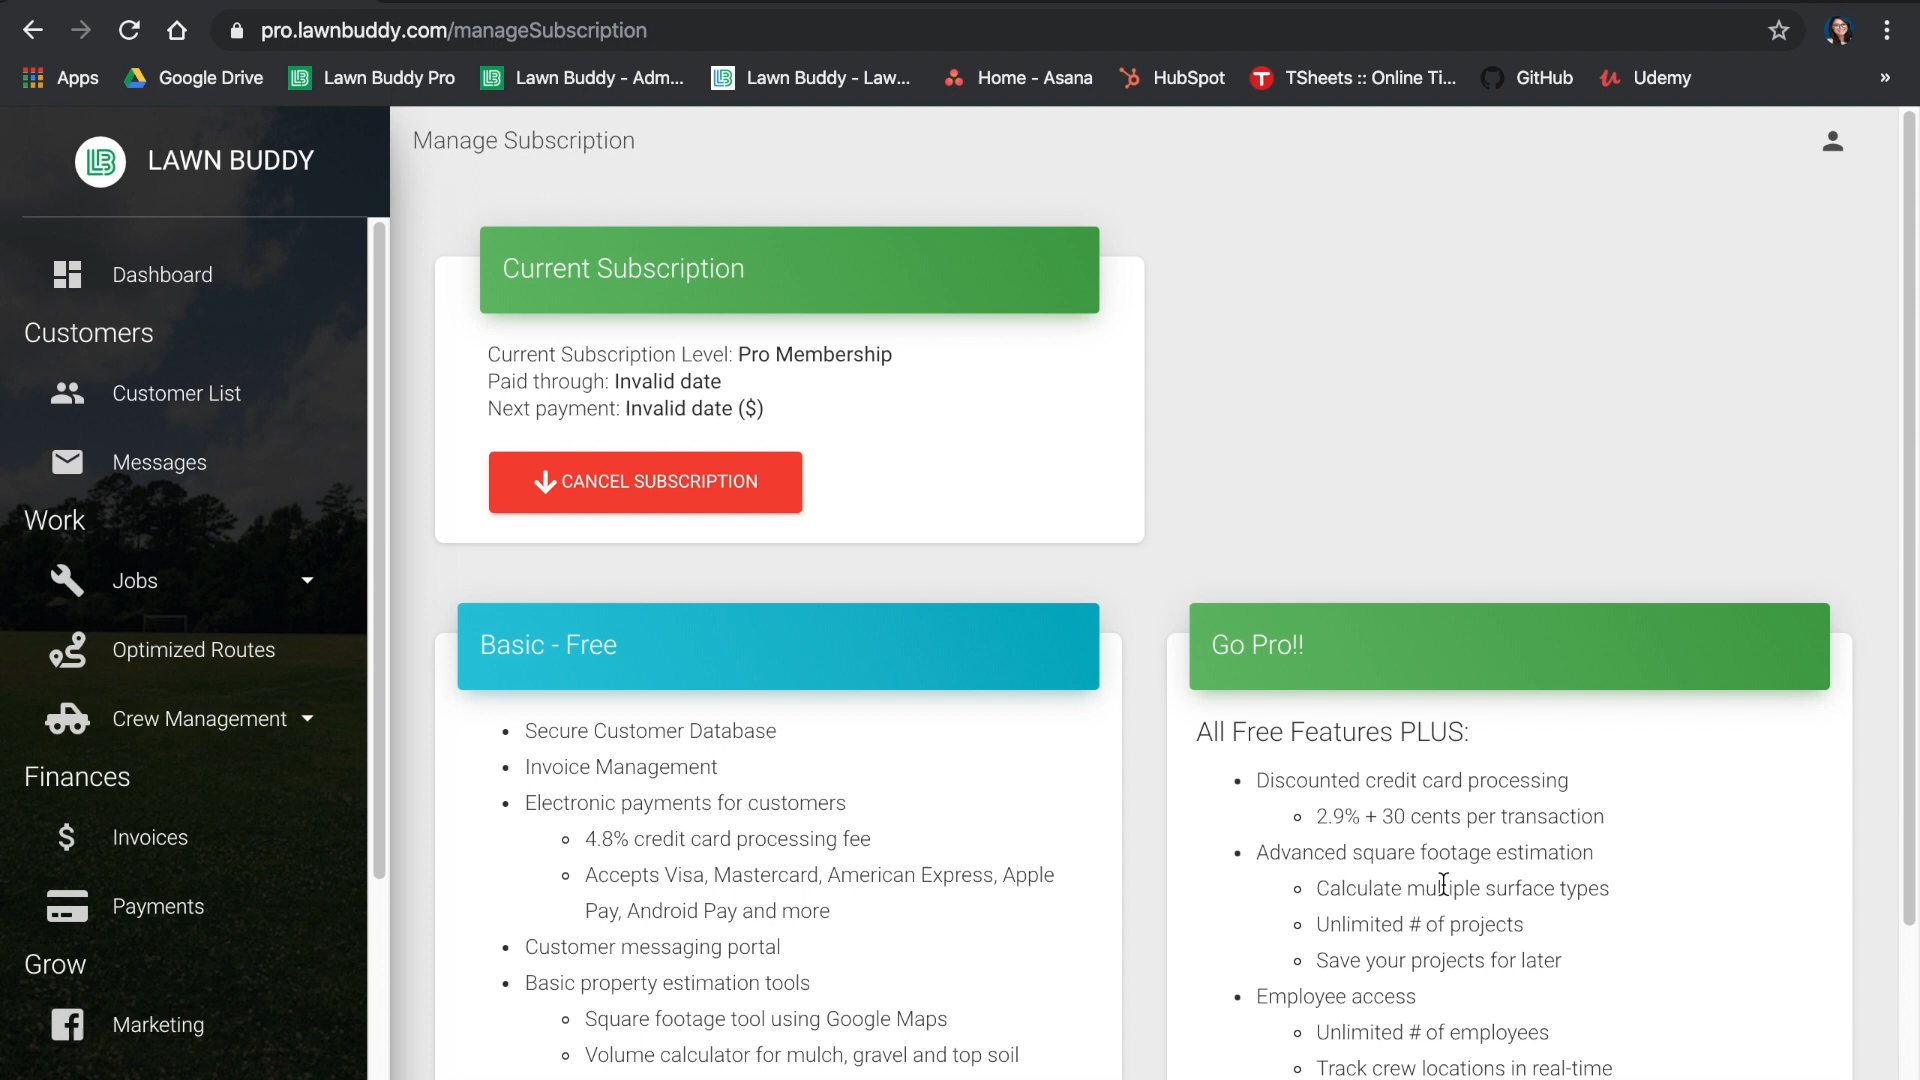 pro.lawnbuddy.com/manageSubscription
Apps
Google Drive
Lawn Buddy Pro
Lawn Buddy - Adm...
Lawn Buddy - Law...
Home - Asana
HubSpot
TSheets :: Online Ti...
GitHub
Udemy
»
LAWN BUDDY
Dashboard
Customers
Customer List
Messages
Work
Jobs
Optimized Routes
Crew Management
Finances
Invoices
Payments
Grow
Marketing
Manage Subscription
Current Subscription
Current Subscription Level: Pro Membership
Paid through: Invalid date
Next payment: Invalid date ($)
CANCEL SUBSCRIPTION
Basic - Free
• Secure Customer Database
• Invoice Management
• Electronic payments for customers
◦ 4.8% credit card processing fee
◦ Accepts Visa, Mastercard, American Express, Apple
Pay, Android Pay and more
• Customer messaging portal
• Basic property estimation tools
◦ Square footage tool using Google Maps
◦ Volume calculator for mulch, gravel and top soil
Go Pro!!
All Free Features PLUS:
• Discounted credit card processing
◦ 2.9% + 30 cents per transaction
• Advanced square footage estimation
◦ Calculate multiple surface types
◦ Unlimited # of projects
◦ Save your projects for later
• Employee access
◦ Unlimited # of employees
◦ Track crew locations in real-time